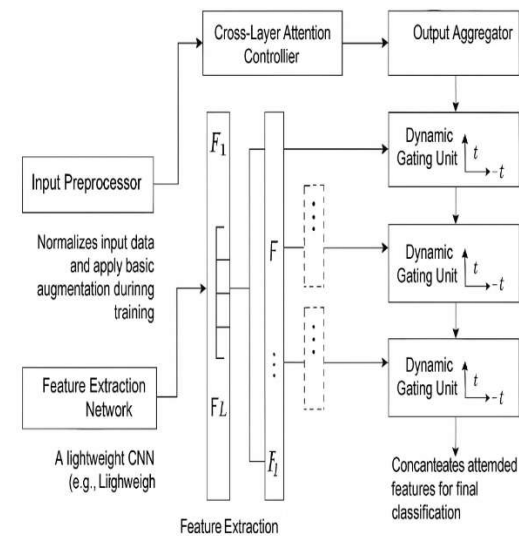 Cross-Layer Attention
Controllier
Output Aggregator
Input Preprocessor
Normalizes input data
and apply basic
augmentation durinng
training
Feature Extraction
Network
A lightweight CNN
(e.g., Liighweigh
F1
FL
F
Fl
Feature Extraction
Dynamic
Gating Unit
t
-t
Dynamic
Gating Unit
t
-t
Dynamic
Gating Unit
t
-t
Concanteates attemded
features for final
classification